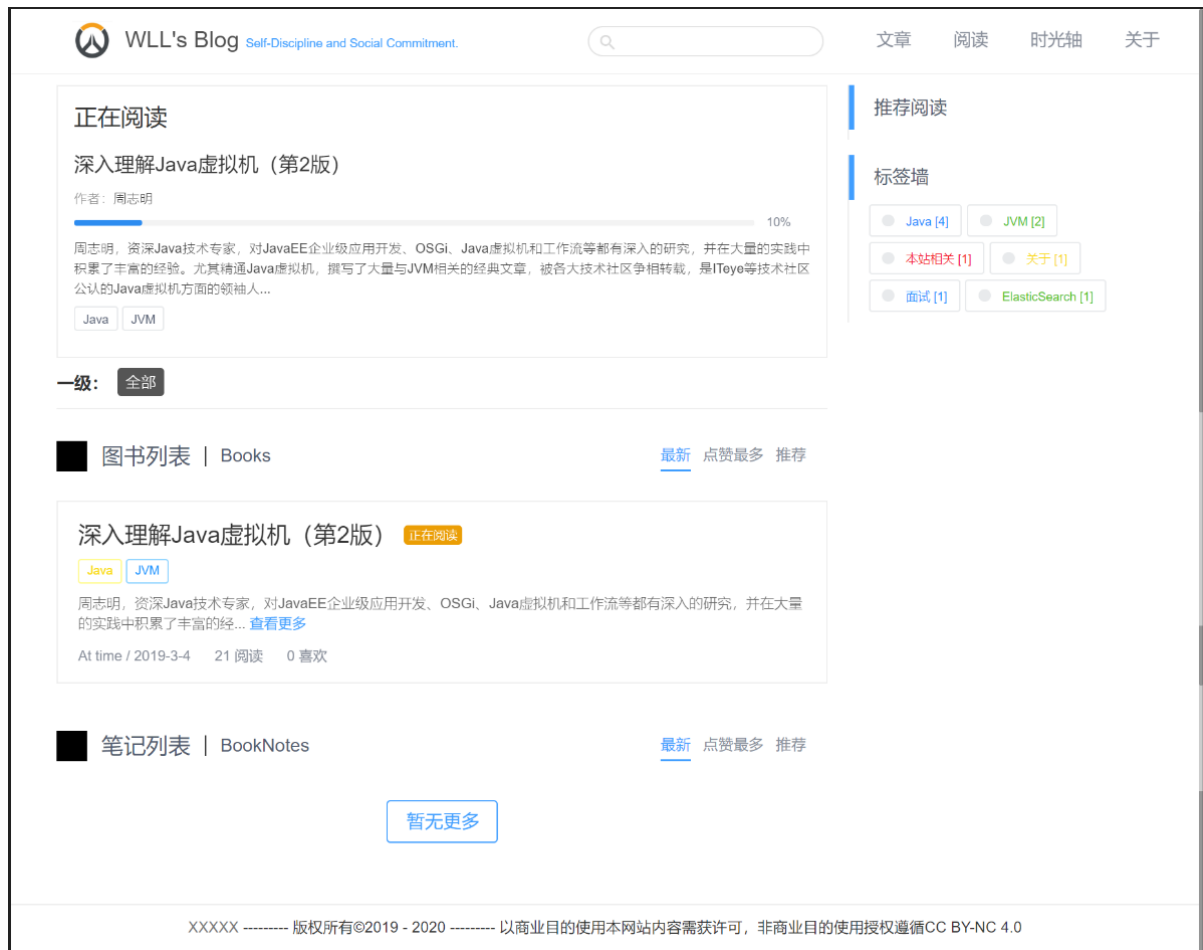 WLL's Blog Self-Discipline and Social Commitment. 文章 阅读 时光轴 关于
正在阅读
深入理解Java虚拟机（第2版）
作者：周志明
10%
周志明，资深Java技术专家，对JavaEE企业级应用开发、OSGi、Java虚拟机和工作流等都有深入的研究，并在大量的实践中
积累了丰富的经验。尤其精通Java虚拟机，撰写了大量与JVM相关的经典文章，被各大技术社区争相转载，是ITeye等技术社区
公认的Java虚拟机方面的领袖人...
Java JVM
一级： 全部
图书列表 | Books 最新 点赞最多 推荐
深入理解Java虚拟机（第2版） 正在阅读
Java JVM
周志明，资深Java技术专家，对JavaEE企业级应用开发、OSGi、Java虚拟机和工作流等都有深入的研究，并在大量
的实践中积累了丰富的经... 查看更多
At time / 2019-3-4 21 阅读 0 喜欢
笔记列表 | BookNotes 最新 点赞最多 推荐
暂无更多
推荐阅读
标签墙
Java [4] JVM [2]
本站相关 [1] 关于 [1]
面试 [1] ElasticSearch [1]
XXXXX --------- 版权所有©2019 - 2020 --------- 以商业目的使用本网站内容需获许可，非商业目的使用授权遵循CC BY-NC 4.0